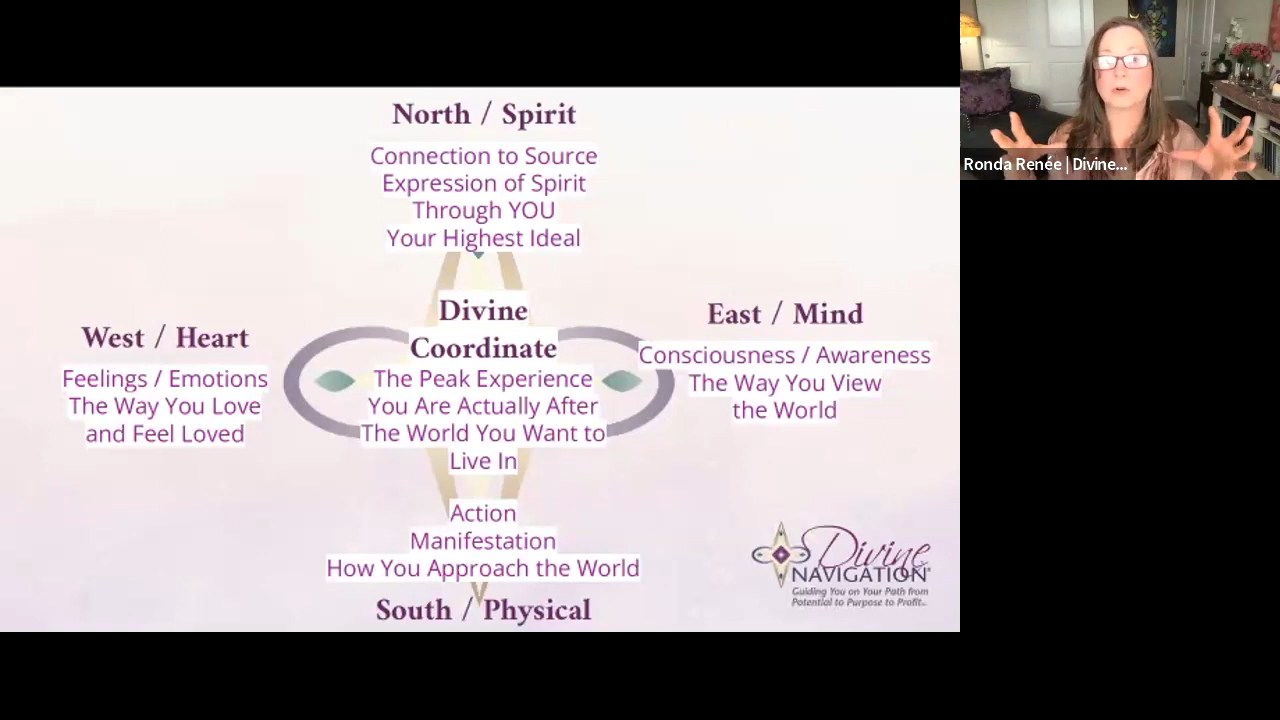 North / Spirit
Connection to Source
Expression of Spirit
Through YOU
Your Highest Ideal
Divine
Coordinate
The Peak Experience
You Are Actually After
The World You Want to
Live In
West / Heart
Feelings / Emotions
The Way You Love
and Feel Loved
East / Mind
Consciousness / Awareness
The Way You View
the World
Action
Manifestation
How You Approach the World
South / Physical
Divine
NAVIGATION®
Guiding You on Your Path from
Potential to Purpose to Profit...
Ronda Renée | Divine...